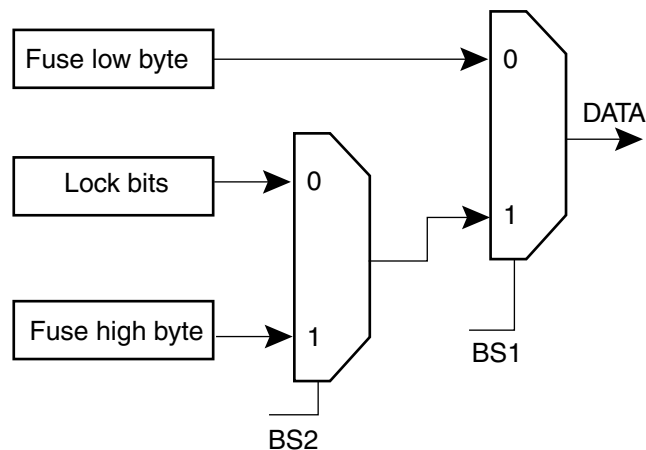 Fuse low byte
0
DATA
Lock bits
0
1
Fuse high byte
1
BS1
BS2